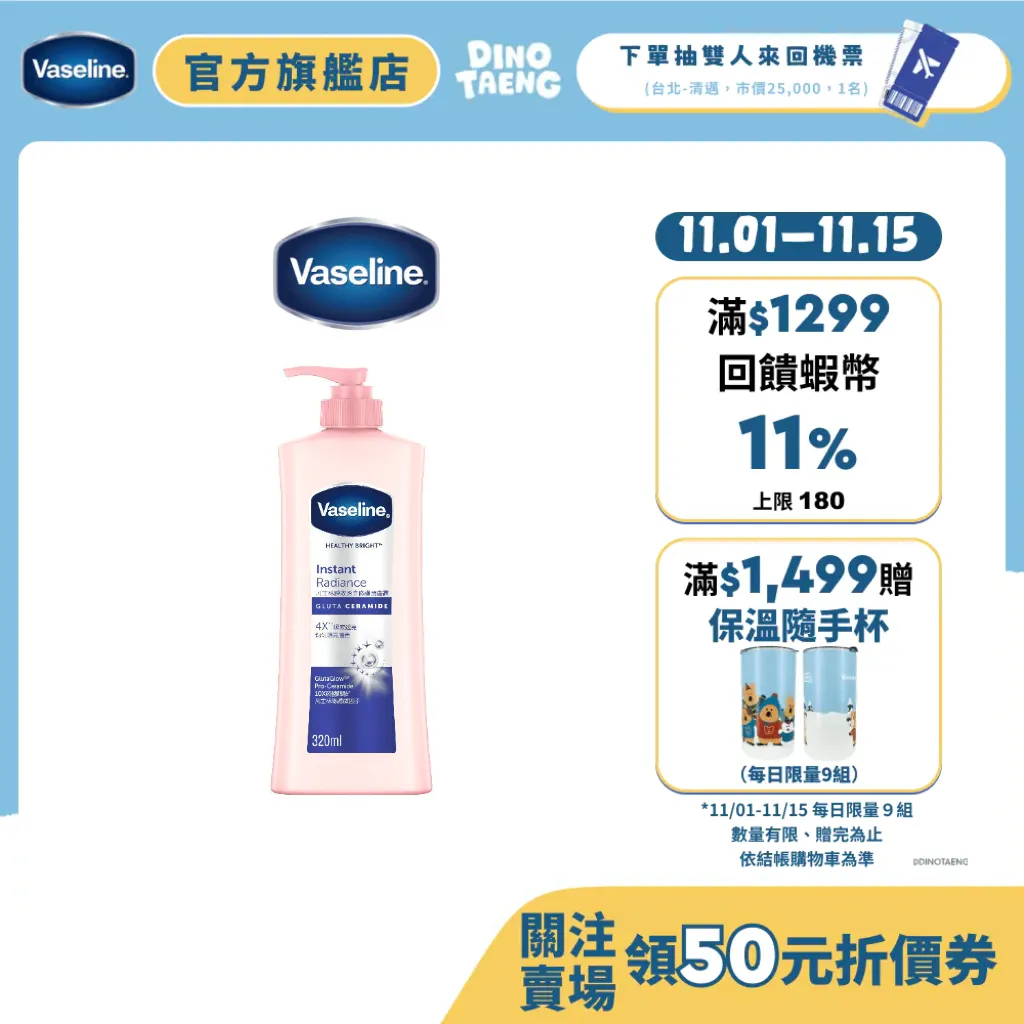 Vaseline.
官方旗艦店
DINO
TAENG
下單抽雙人來回機票
(台北-清邁，市價25,000，1名)
Vaseline.
11.01—11.15
滿$1299
回饋蝦幣
11%
上限 180
Vaseline.
HEALTHY BRIGHT™
Instant
Radiance
GLUTA CERAMIDE
4X
GlutaGlow™
Pro-Ceramide
320ml
滿$1,499贈
保溫隨手杯
(每日限量9組)
*11/01-11/15 每日限量 9 組
數量有限、贈完為止
依結帳購物車為準
DDINOTAENG
關注
賣場
領50元折價券